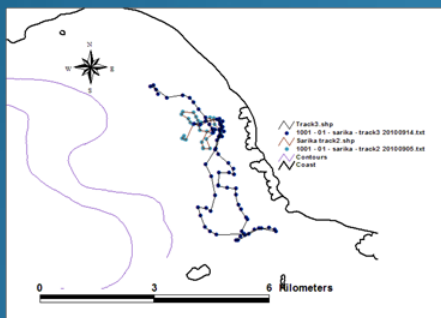 N
W E
S
Track3.shp
1001 - 01 - sarika - track3 20100914.txt
Sarika track2.shp
1001 - 01 - sarika - track2 20100905.txt
Contours
Coast
0 3 6 Kilometers